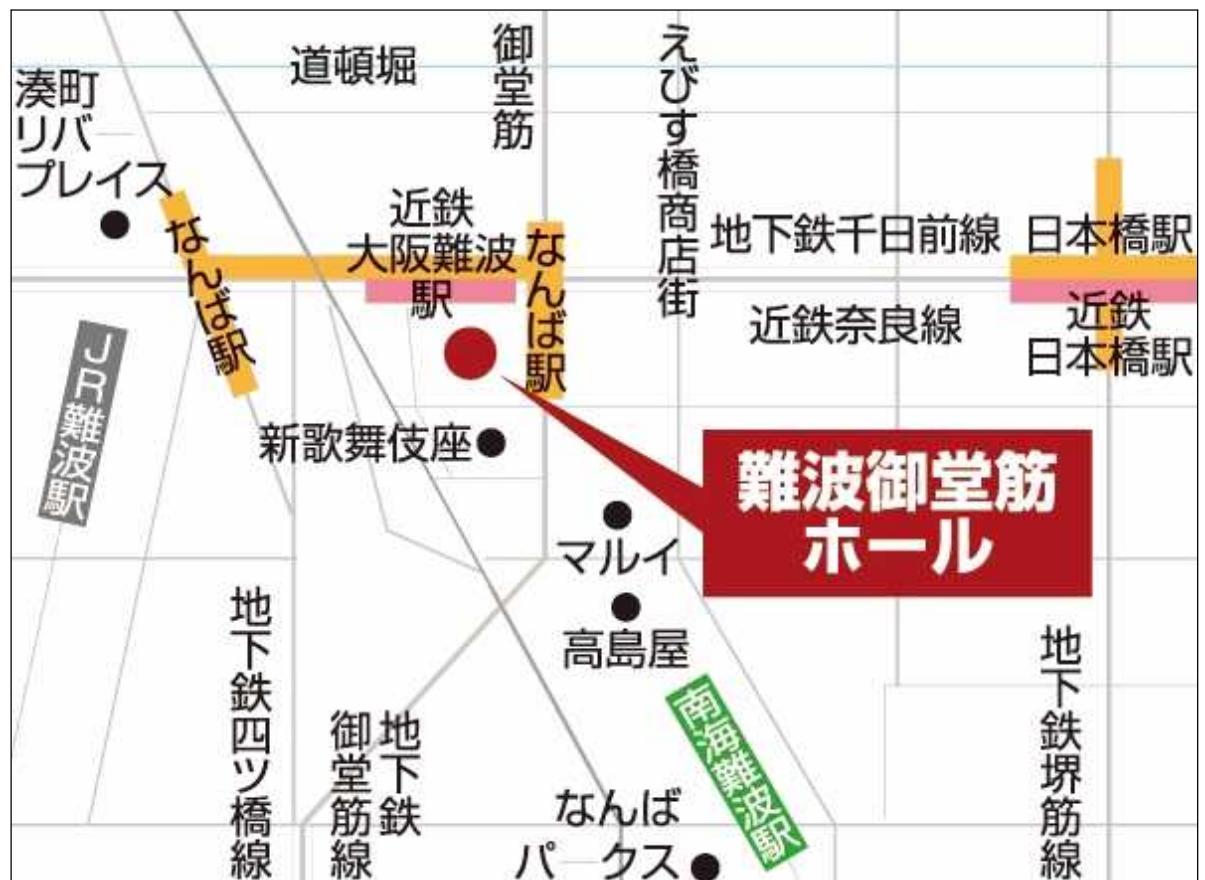 道頓堀
御堂筋
えびす橋商店街
湊町
リバー
プレイス
なんば駅
近鉄
大阪難波
駅
なんば駅
地下鉄千日前線
日本橋駅
近鉄奈良線
近鉄
日本橋駅
JR難波駅
新歌舞伎座
難波御堂筋
ホール
マルイ
高島屋
南海難波駅
地下鉄四ツ橋線
地下鉄
御堂筋線
なんば
パークス
地下鉄堺筋線